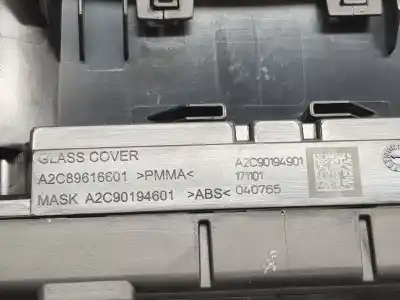 GLASS COVER
A2C89616601 >PMMA<
MASK A2C90194601 >ABS<
A2C90194901
171101
040765